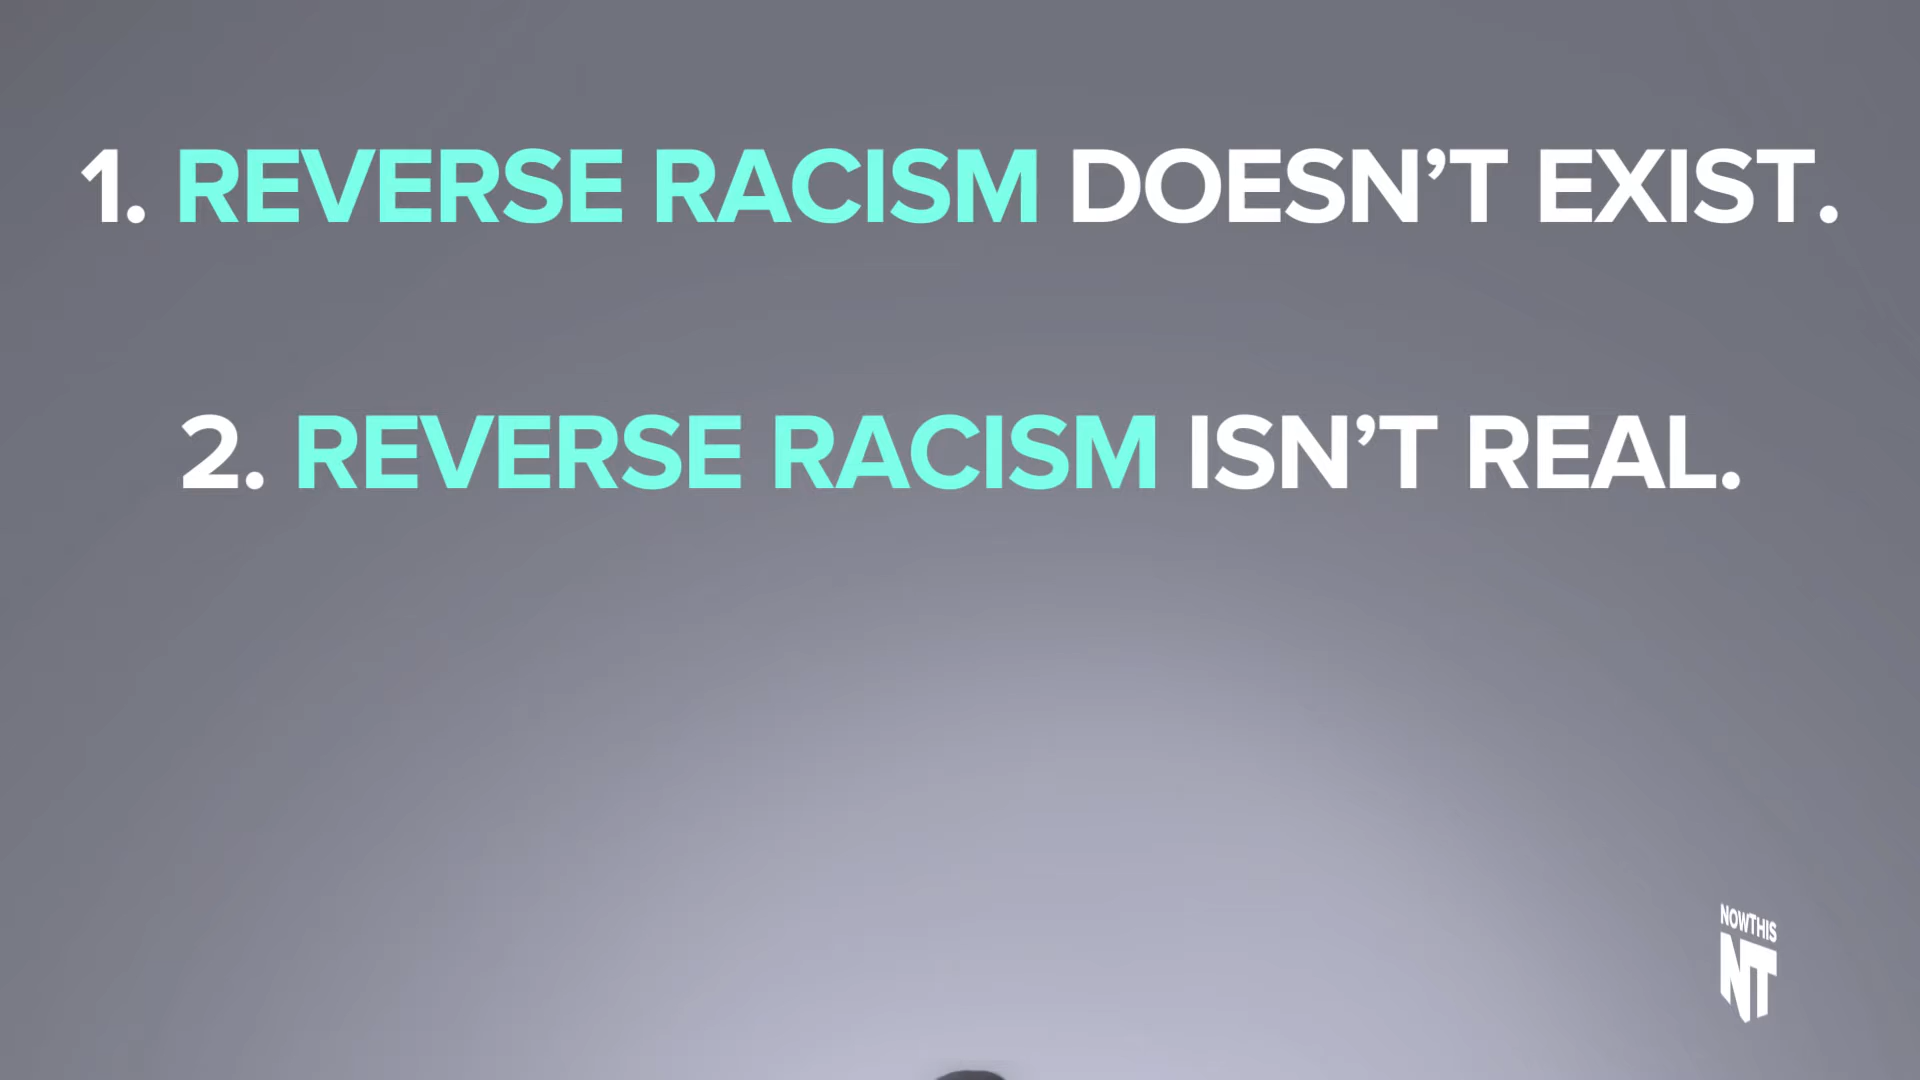 1. REVERSE RACISM DOESN’T EXIST.
2. REVERSE RACISM ISN’T REAL.
NOWTHIS
NT